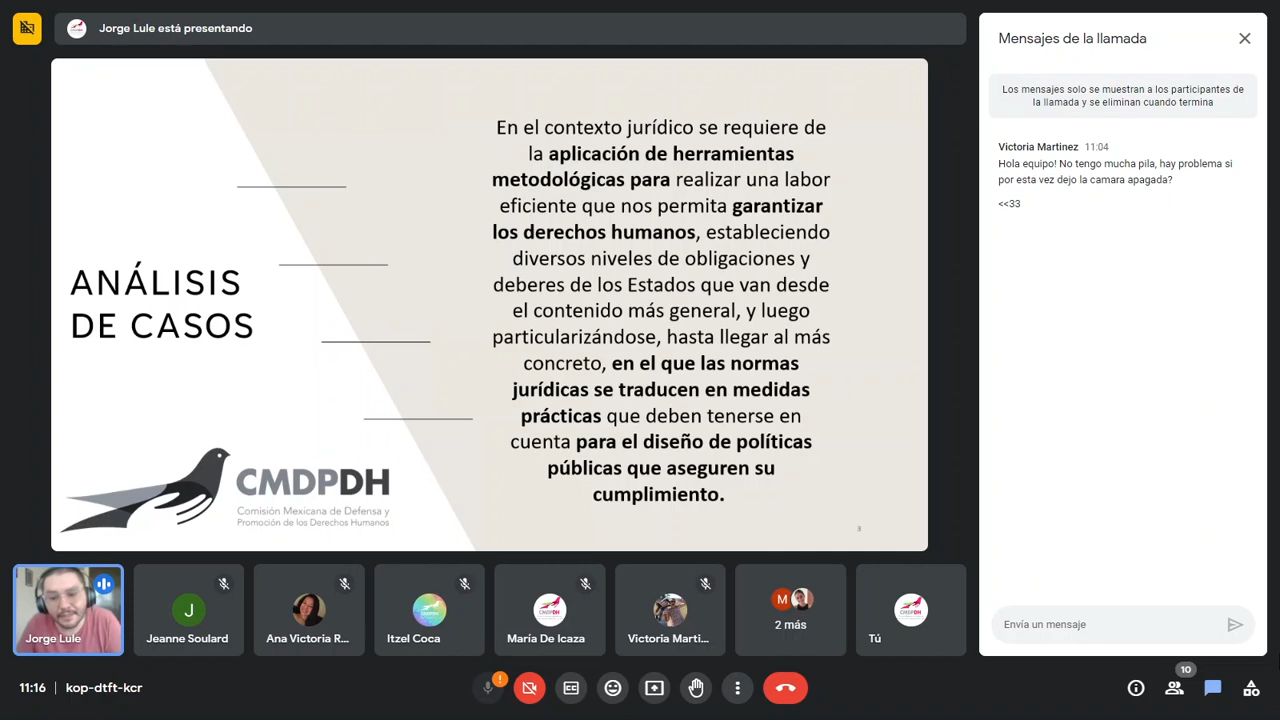 Jorge Lule está presentando
En el contexto jurídico se requiere de
la aplicación de herramientas
metodológicas para realizar una labor
eficiente que nos permita garantizar
los derechos humanos, estableciendo
diversos niveles de obligaciones y
deberes de los Estados que van desde
el contenido más general, y luego
particularizándose, hasta llegar al más
concreto, en el que las normas
jurídicas se traducen en medidas
prácticas que deben tenerse en
cuenta para el diseño de políticas
públicas que aseguren su
cumplimiento.
ANÁLISIS
DE CASOS
CMDPDH
Comisión Mexicana de Defensa y
Promoción de los Derechos Humanos
3
Mensajes de la llamada
Los mensajes solo se muestran a los participantes de
la llamada y se eliminan cuando termina
Victoria Martinez 11:04
Hola equipo! No tengo mucha pila, hay problema si
por esta vez dejo la camara apagada?
<<33
Envía un mensaje
Jorge Lule
J
Jeanne Soulard
Ana Victoria R...
Itzel Coca
María De Icaza
Victoria Marti...
M
2 más
Tú
11:16 | kop-dtft-kcr
10